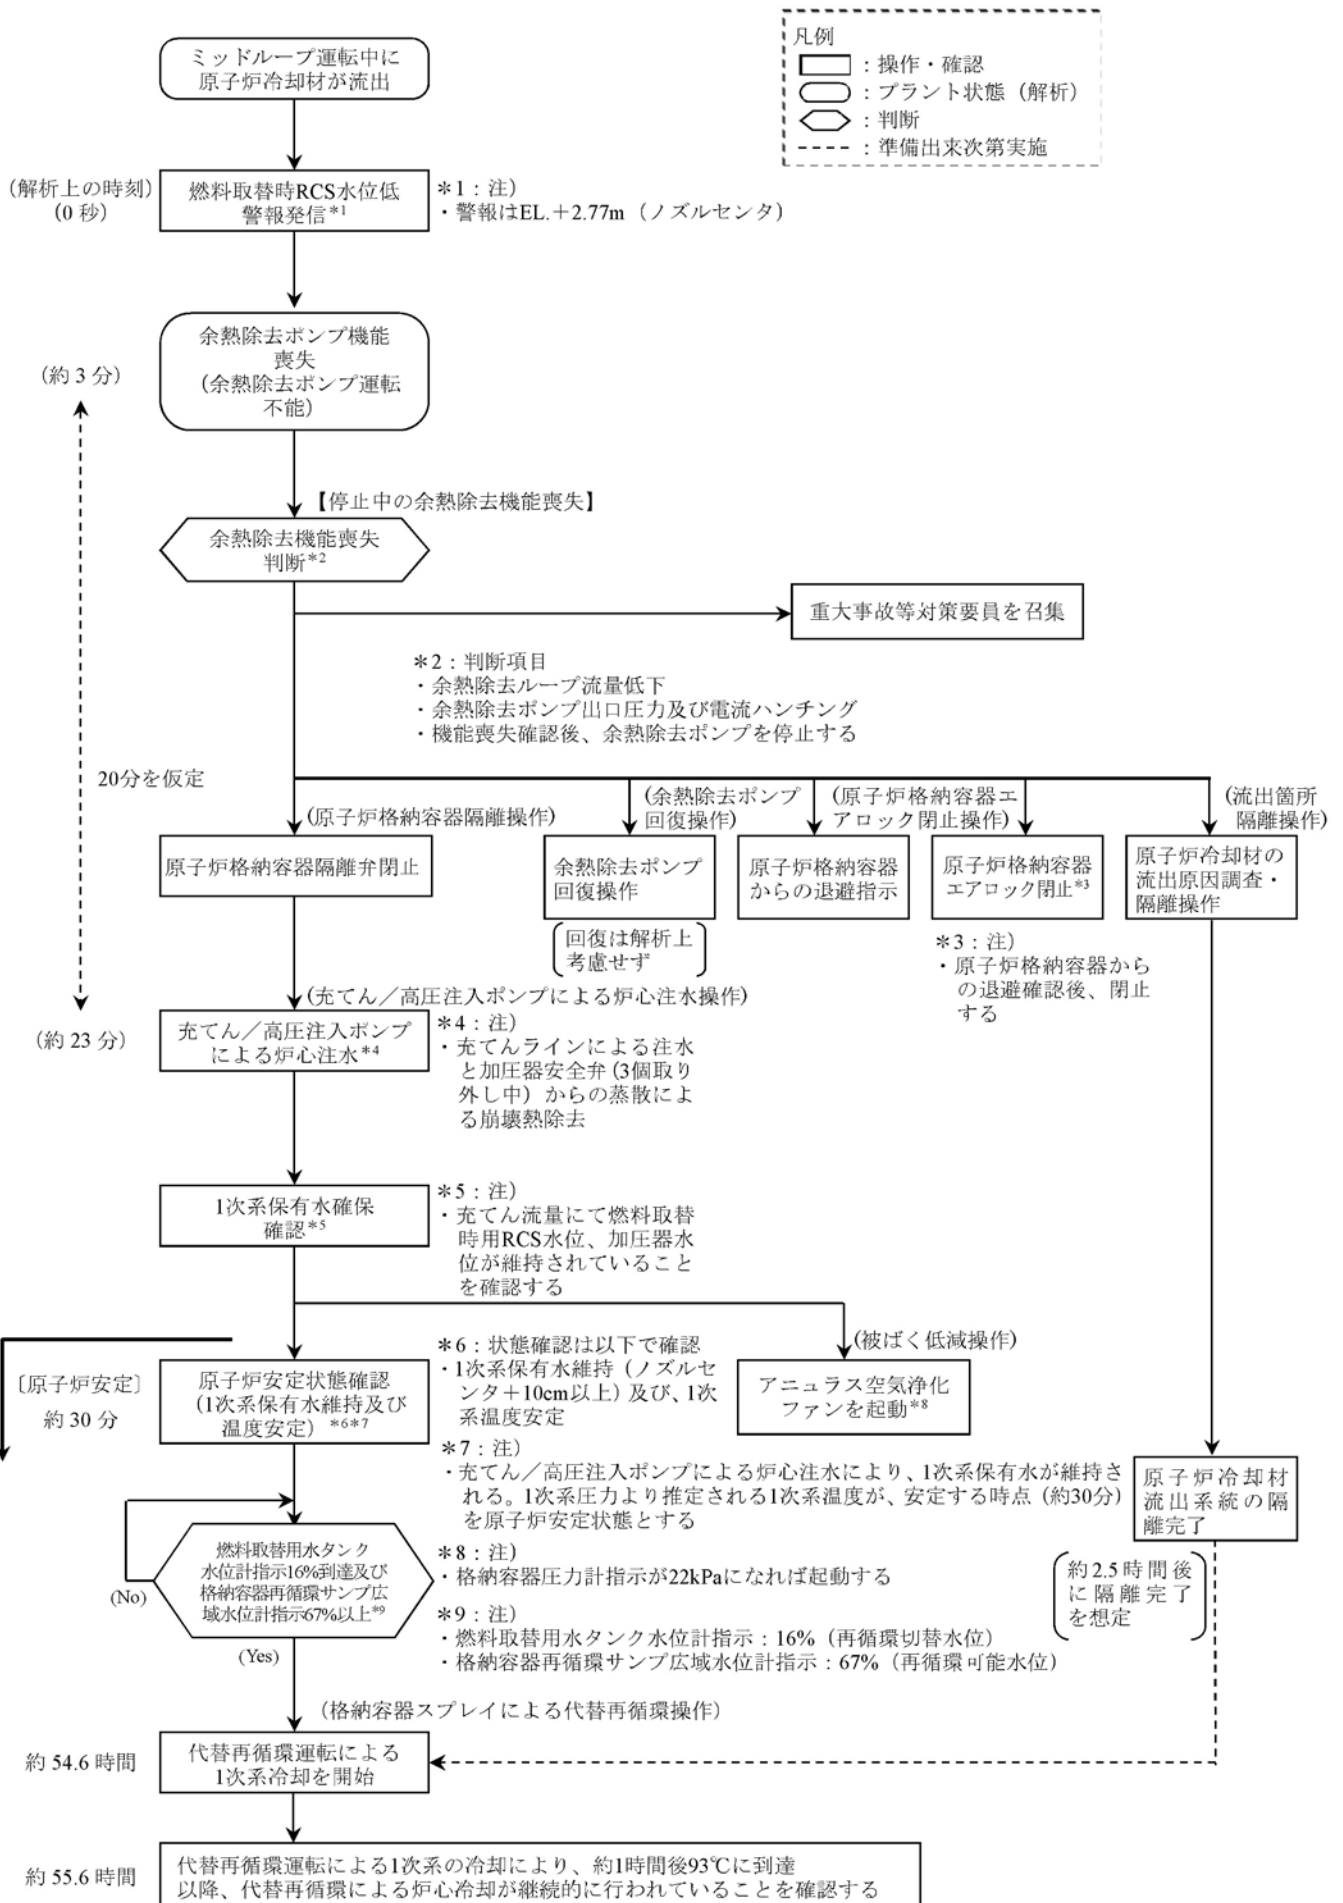 凡例
：操作・確認
：プラント状態（解析）
：判断
：準備出来次第実施
ミッドループ運転中に
原子炉冷却材が流出
(解析上の時刻)
(0 秒)
燃料取替時RCS水位低
警報発信*1
＊1：注）
・警報はEL.＋2.77m（ノズルセンタ）
余熱除去ポンプ機能
喪失
（余熱除去ポンプ運転
不能）
(約 3 分)
【停止中の余熱除去機能喪失】
余熱除去機能喪失
判断*2
重大事故等対策要員を召集
＊2：判断項目
・余熱除去ループ流量低下
・余熱除去ポンプ出口圧力及び電流ハンチング
・機能喪失確認後、余熱除去ポンプを停止する
20分を仮定
(原子炉格納容器隔離操作)
(余熱除去ポンプ
回復操作)
(原子炉格納容器エ
アロック閉止操作)
(流出箇所
隔離操作)
原子炉格納容器隔離弁閉止
余熱除去ポンプ
回復操作
原子炉格納容器
からの退避指示
原子炉格納容器
エアロック閉止*3
原子炉冷却材の
流出原因調査・
隔離操作
回復は解析上
考慮せず
＊3：注）
・原子炉格納容器から
の退避確認後、閉止
する
(充てん／高圧注入ポンプによる炉心注水操作)
(約 23 分)
充てん／高圧注入ポンプ
による炉心注水*4
＊4：注）
・充てんラインによる注水
と加圧器安全弁（3個取り
外し中）からの蒸散によ
る崩壊熱除去
1次系保有水確保
確認*5
＊5：注）
・充てん流量にて燃料取替
時用RCS水位、加圧器水
位が維持されていること
を確認する
(被ばく低減操作)
〔原子炉安定〕
約 30 分
原子炉安定状態確認
（1次系保有水維持及び
温度安定）*6*7
＊6：状態確認は以下で確認
・1次系保有水維持（ノズルセ
ンタ＋10cm以上）及び、1次
系温度安定
アニュラス空気浄化
ファンを起動*8
＊7：注）
・充てん／高圧注入ポンプによる炉心注水により、1次系保有水が維持さ
れる。1次系圧力より推定される1次系温度が、安定する時点（約30分）
を原子炉安定状態とする
原子炉冷却材
流出系統の隔
離完了
燃料取替用水タンク
水位計指示16%到達及び
格納容器再循環サンプ広
域水位計指示67%以上*9
(No)
(Yes)
＊8：注）
・格納容器圧力計指示が22kPaになれば起動する
約2.5時間後
に隔離完了
を想定
＊9：注）
・燃料取替用水タンク水位計指示：16%（再循環切替水位）
・格納容器再循環サンプ広域水位計指示：67%（再循環可能水位）
（格納容器スプレイによる代替再循環操作）
約 54.6 時間
代替再循環運転による
1次系冷却を開始
約 55.6 時間
代替再循環運転による1次系の冷却により、約1時間後93℃に到達
以降、代替再循環による炉心冷却が継続的に行われていることを確認する